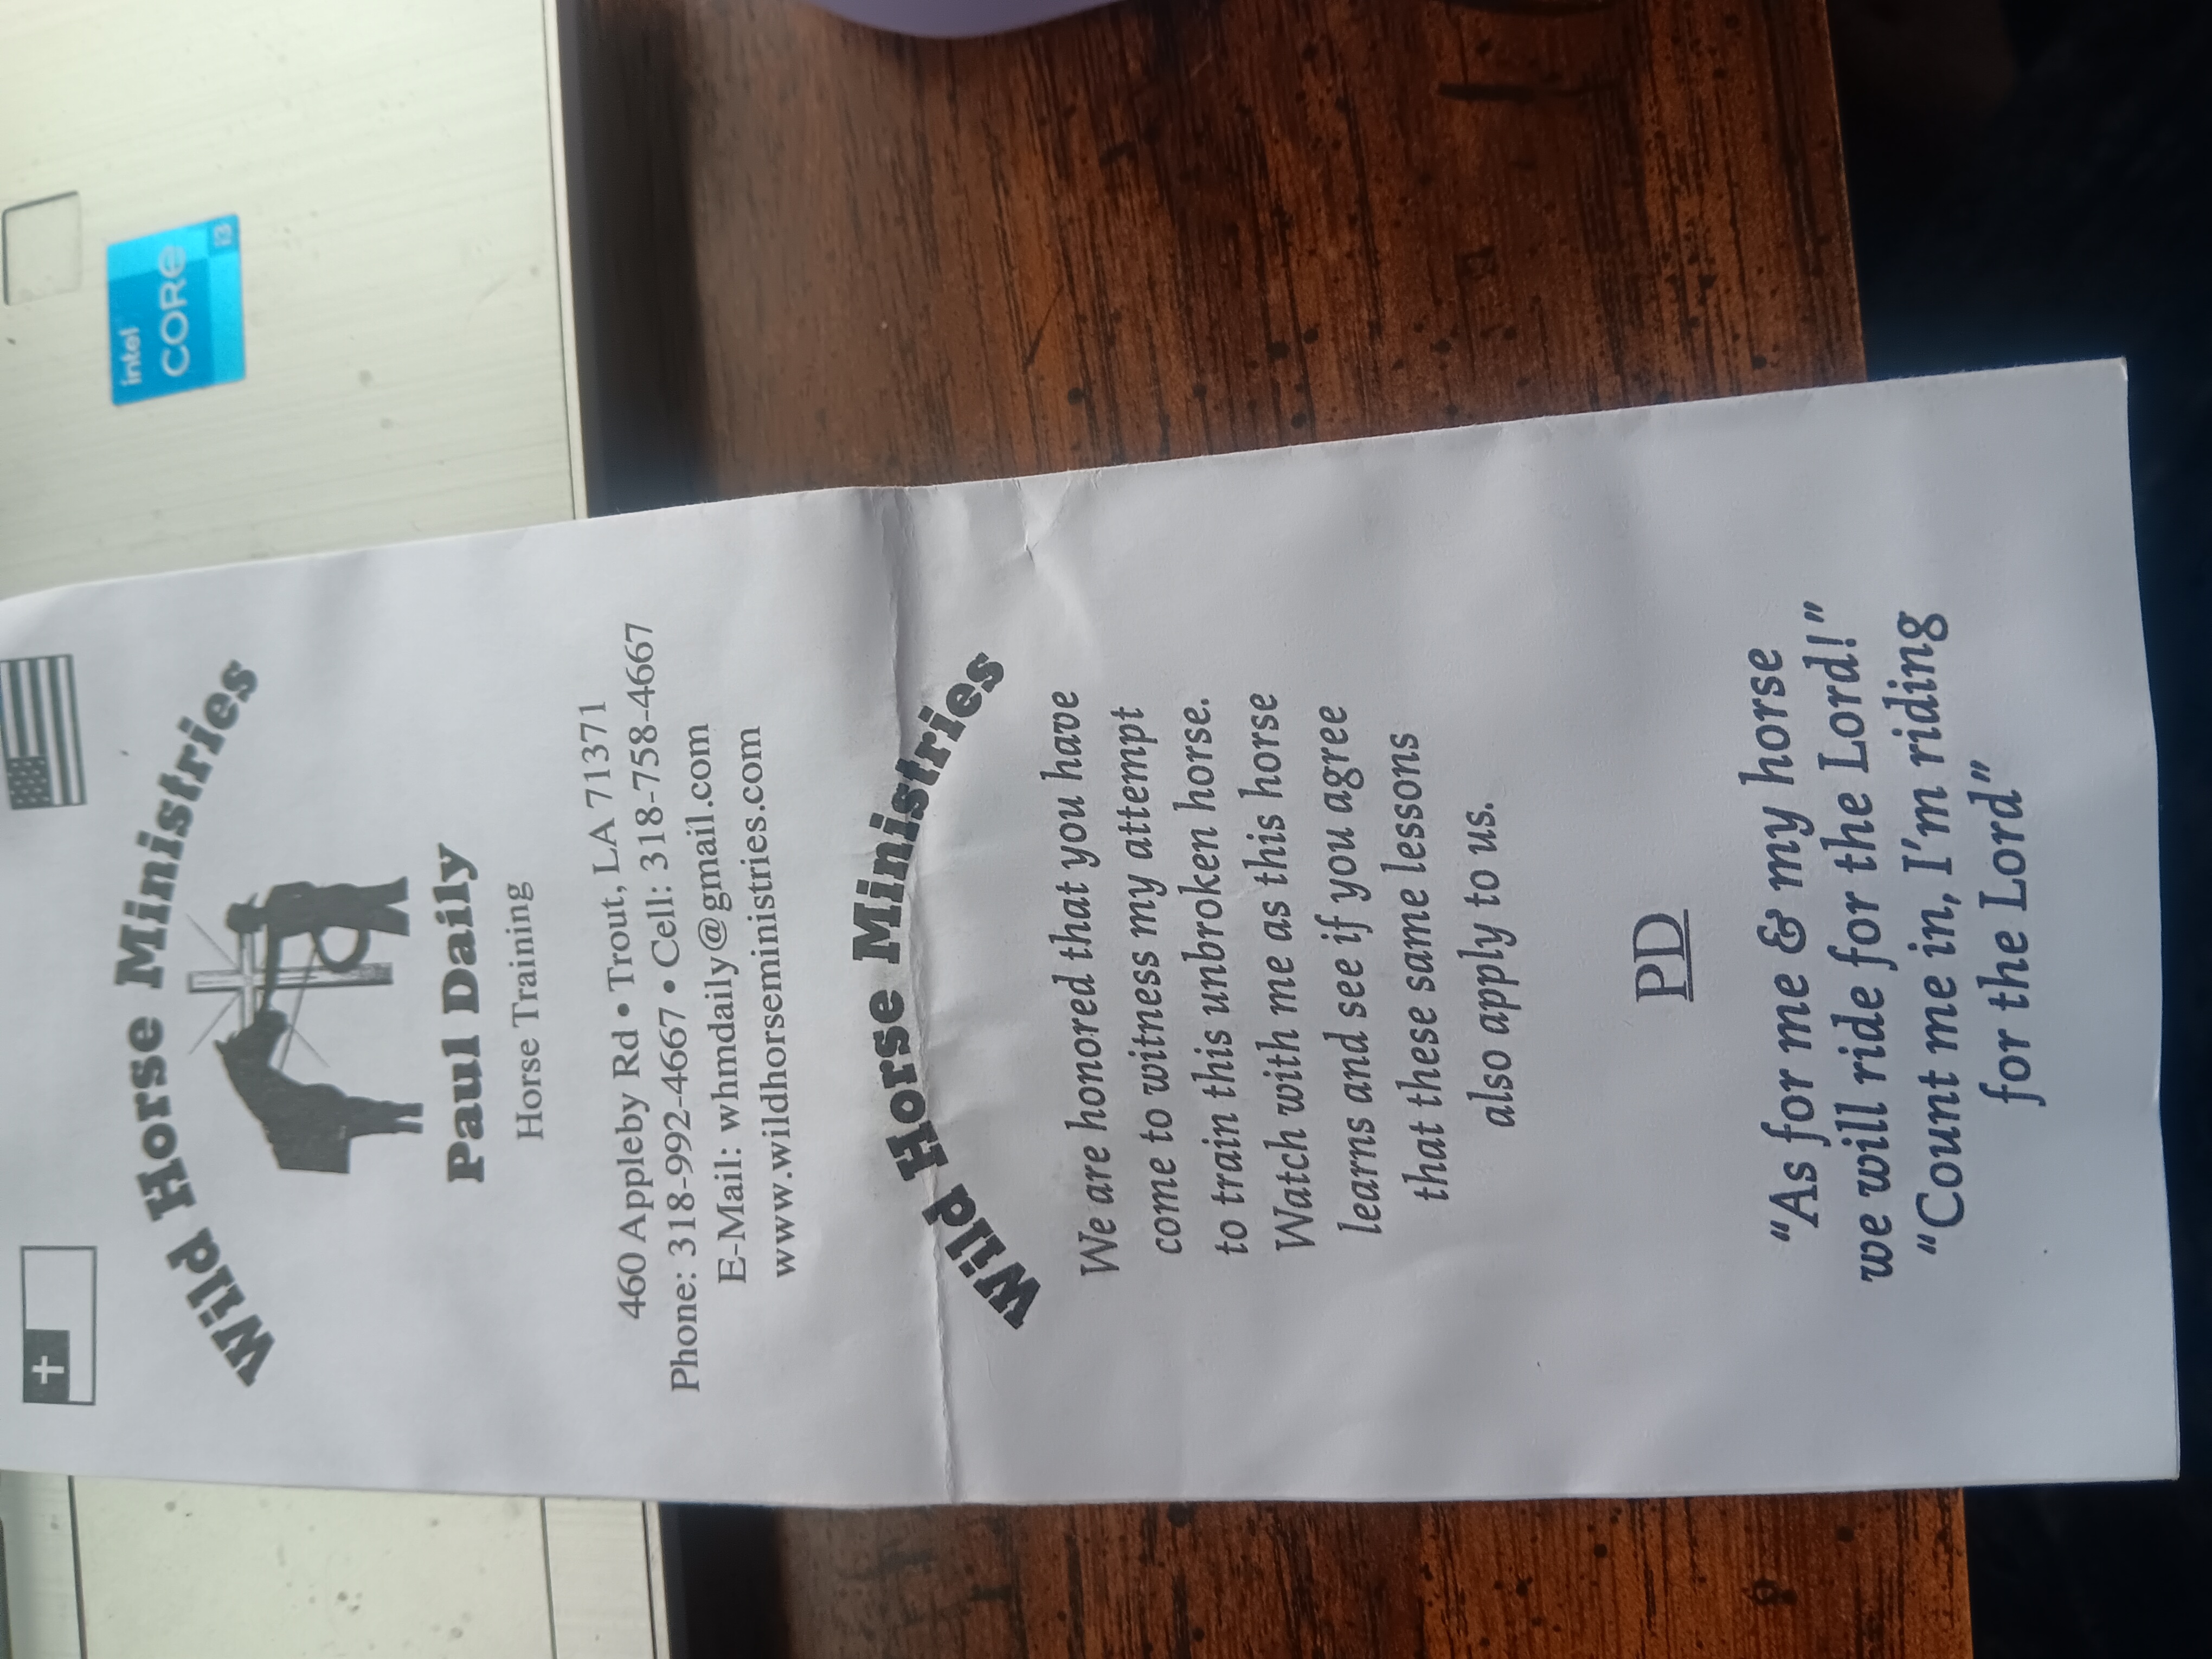 Wild Horse Ministries
Paul Daily
Horse Training
460 Appleby Rd • Trout, LA 71371
Phone: 318-992-4667 • Cell: 318-758-4667
E-Mail: whmdaily@gmail.com
www.wildhorseministries.com
Wild Horse Ministries
We are honored that you have
come to witness my attempt
to train this unbroken horse.
Watch with me as this horse
learns and see if you agree
that these same lessons
also apply to us.
PD
"As for me & my horse
we will ride for the Lord!"
"Count me in, I'm riding
for the Lord"
intel
CORE
i3